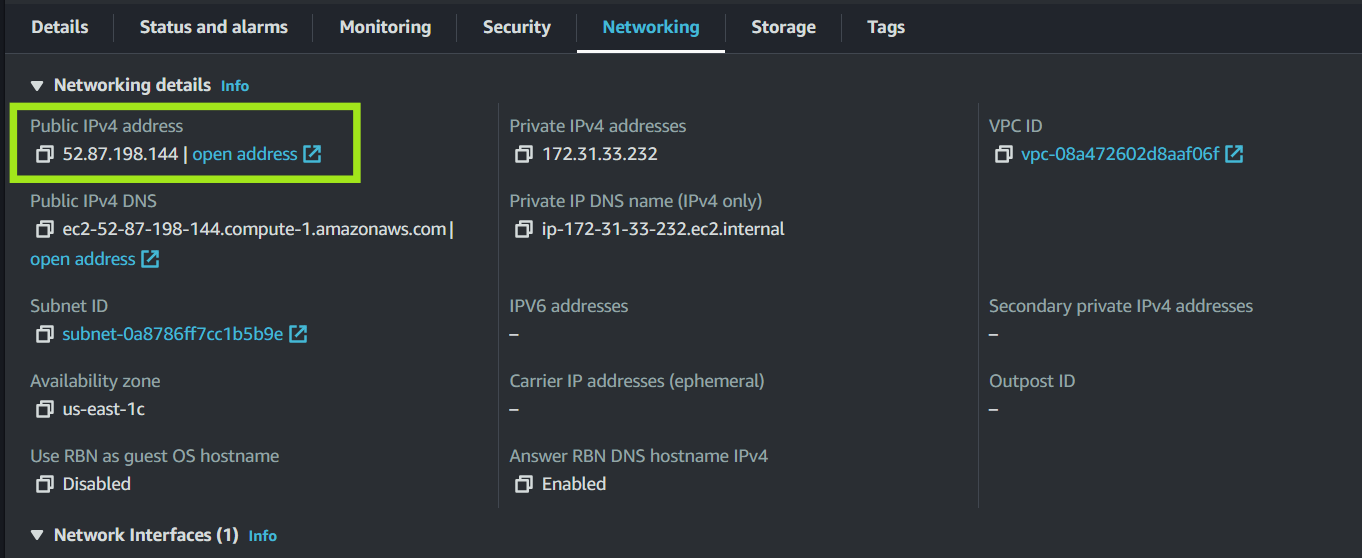 Details Status and alarms Monitoring Security Networking Storage Tags
Networking details Info
Public IPv4 address
52.87.198.144 | open address
Private IPv4 addresses
172.31.33.232
VPC ID
vpc-08a472602d8aaf06f
Public IPv4 DNS
ec2-52-87-198-144.compute-1.amazonaws.com |
open address
Private IP DNS name (IPv4 only)
ip-172-31-33-232.ec2.internal
Subnet ID
subnet-0a8786ff7cc1b5b9e
IPV6 addresses
–
Secondary private IPv4 addresses
–
Availability zone
us-east-1c
Carrier IP addresses (ephemeral)
–
Outpost ID
–
Use RBN as guest OS hostname
Disabled
Answer RBN DNS hostname IPv4
Enabled
Network Interfaces (1) Info